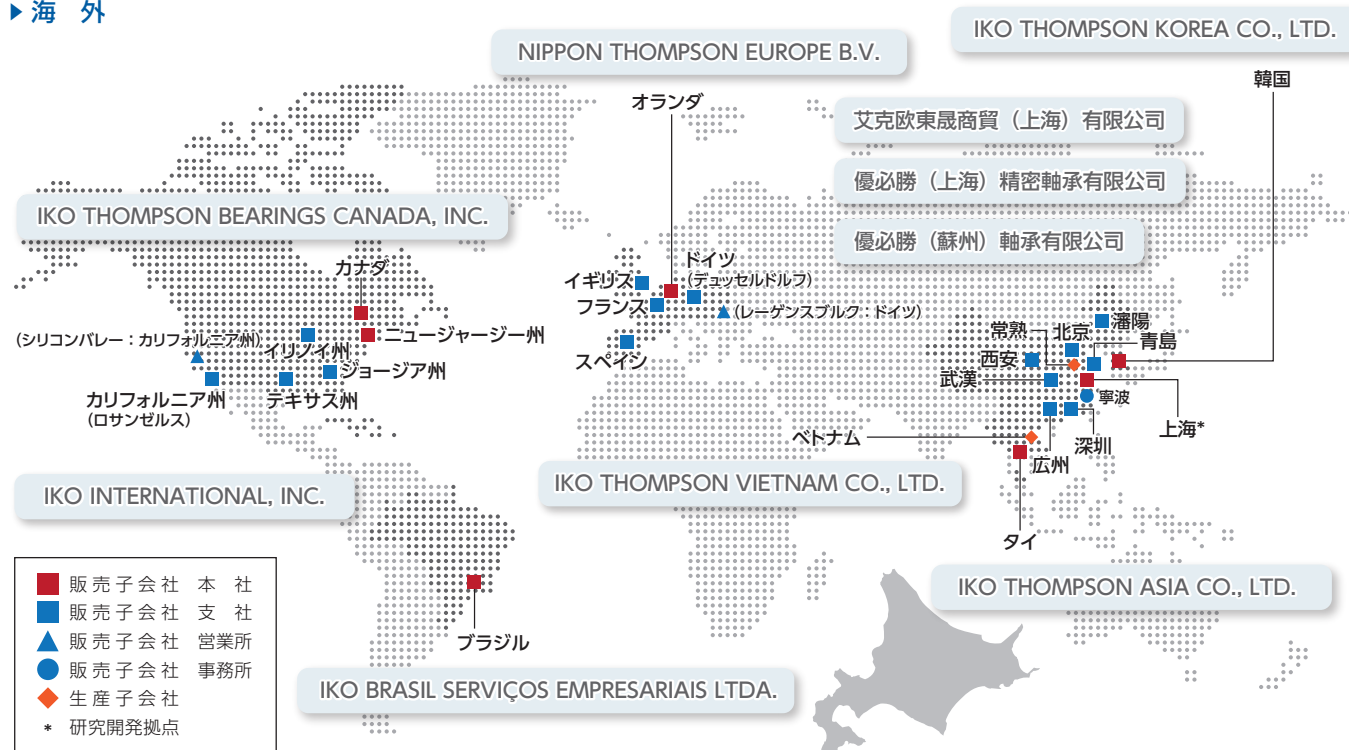 ▶海 外
IKO THOMPSON KOREA CO., LTD.
NIPPON THOMPSON EUROPE B.V.
韓国
オランダ
艾克欧東晟商貿（上海）有限公司
優必勝（上海）精密軸承有限公司
IKO THOMPSON BEARINGS CANADA, INC.
優必勝（蘇州）軸承有限公司
カナダ
ドイツ
(デュッセルドルフ)
イギリス
フランス
(レーゲンスブルク：ドイツ)
スペイン
(シリコンバレー：カリフォルニア州)
イリノイ州
ニュージャージー州
ジョージア州
カリフォルニア州
(ロサンゼルス)
テキサス州
瀋陽
常熟
北京
青島
西安
武漢
寧波
上海*
深圳
広州
ベトナム
タイ
IKO THOMPSON VIETNAM CO., LTD.
IKO INTERNATIONAL, INC.
IKO THOMPSON ASIA CO., LTD.
ブラジル
IKO BRASIL SERVIÇOS EMPRESARIAIS LTDA.
販売子会社 本 社
販売子会社 支 社
販売子会社 営業所
販売子会社 事務所
生産子会社
* 研究開発拠点